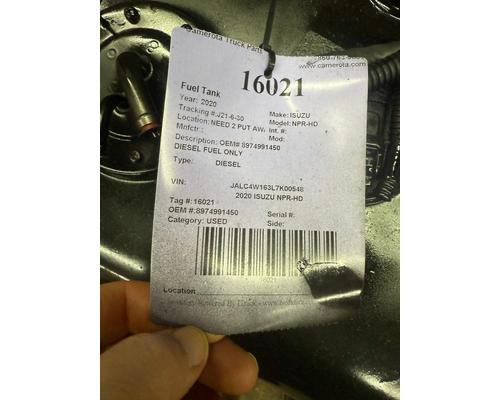 Camerota Truck Parts
www.camerota.com
16021
Fuel Tank
Year: 2020
Make: ISUZU
Tracking #:J21-6-30
Model: NPR-HD
Location: NEED 2 PUT AWA
Int. #:
Mnfctr:
Mod:
Description: OEM# 8974991450
DIESEL FUEL ONLY
Type: DIESEL
VIN: JALC4W163L7K00548
2020 ISUZU NPR-HD
Tag #: 16021
OEM #:8974991450
Serial #:
Category: USED
Side:
16021
Location